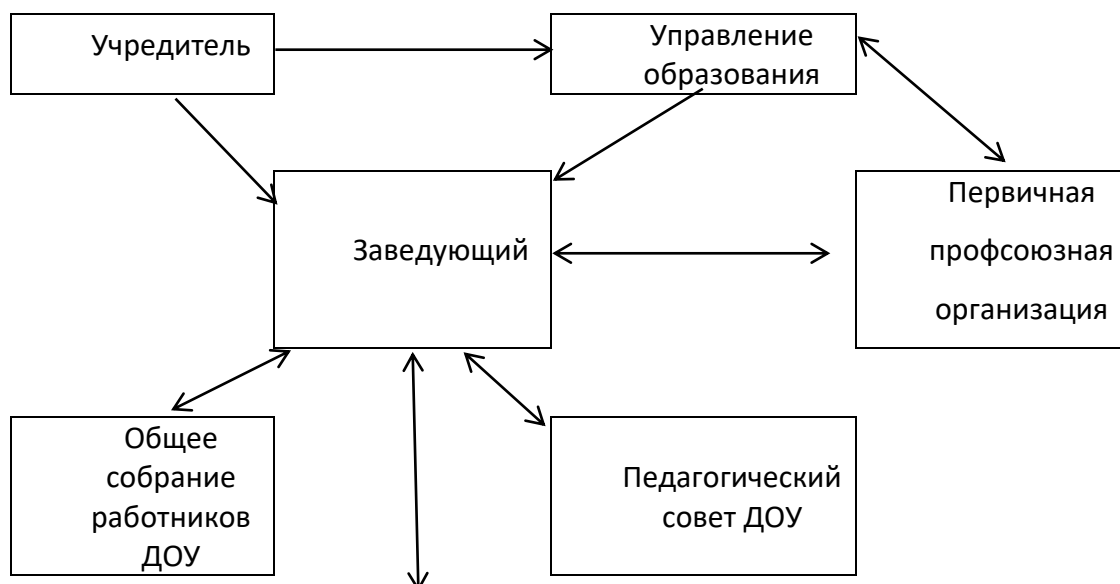 Учредитель
Управление
образования
Заведующий
Первичная
профсоюзная
организация
Общее
собрание
работников
ДОУ
Педагогический
совет ДОУ